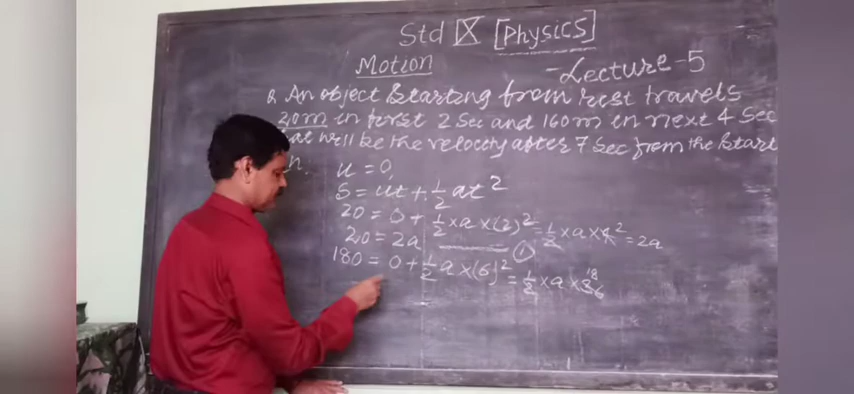 Std X [Physics]
Motion - Lecture-5
Q An object starting from rest travels
20m in first 2 Sec and 160m in next 4 Sec
will be the velocity after 7 Sec from the start
u = 0
S = ut + 1/2 at²
20 = 0 + 1/2 × a × (2)² = 1/2 × a × 4² = 2a
20 = 2a (1)
180 = 0 + 1/2 a × (6)² = 1/2 × a × 36 18